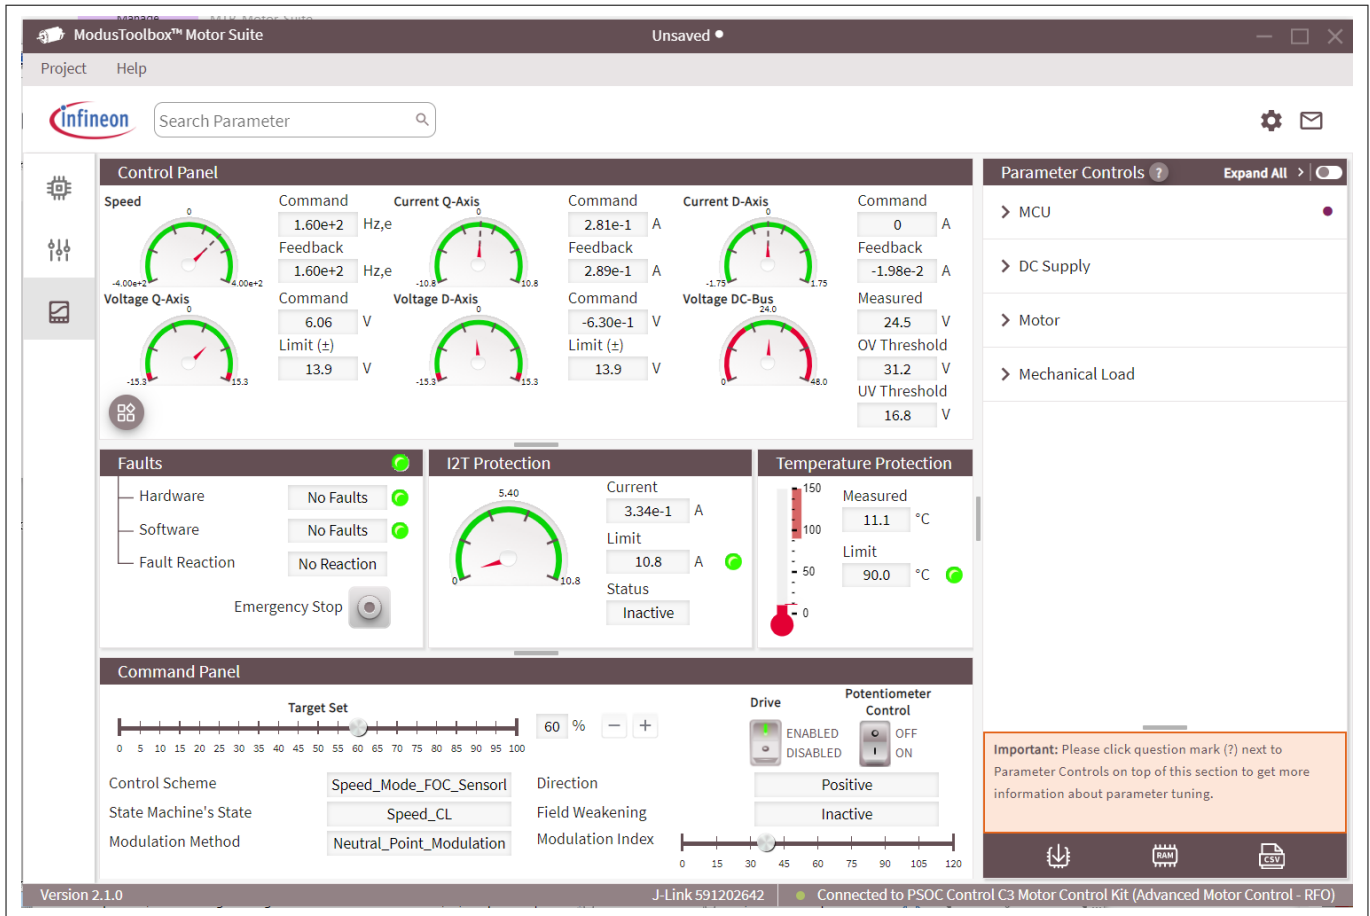 ModusToolbox™ Motor Suite
Unsaved •
Project Help
infineon
Search Parameter
Control Panel
Speed
0
-4.00e+2
4.00e+2
Command
1.60e+2 Hz,e
Feedback
1.60e+2 Hz,e
Current Q-Axis
0
-10.8
10.8
Command
2.81e-1 A
Feedback
2.89e-1 A
Current D-Axis
0
-1.75
1.75
Command
0 A
Feedback
-1.98e-2 A
Voltage Q-Axis
0
-15.3
15.3
Command
6.06 V
Limit (±)
13.9 V
Voltage D-Axis
0
-15.3
15.3
Command
-6.30e-1 V
Limit (±)
13.9 V
Voltage DC-Bus
24.0
0
48.0
Measured
24.5 V
OV Threshold
31.2 V
UV Threshold
16.8 V
Faults
Hardware No Faults
Software No Faults
Fault Reaction No Reaction
Emergency Stop
I2T Protection
5.40
0
10.8
Current
3.34e-1 A
Limit
10.8 A
Status
Inactive
Temperature Protection
150
100
50
0
Measured
11.1 °C
Limit
90.0 °C
Command Panel
Target Set
0 5 10 15 20 25 30 35 40 45 50 55 60 65 70 75 80 85 90 95 100
60 % − +
Drive
ENABLED
DISABLED
Potentiometer
Control
OFF
ON
Control Scheme Speed_Mode_FOC_Sensorl
Direction Positive
State Machine's State Speed_CL
Field Weakening Inactive
Modulation Method Neutral_Point_Modulation
Modulation Index
0 15 30 45 60 75 90 105 120
Parameter Controls ?
Expand All >
MCU
DC Supply
Motor
Mechanical Load
Important: Please click question mark (?) next to
Parameter Controls on top of this section to get more
information about parameter tuning.
RAM
CSV
Version 2.1.0
J-Link 591202642
Connected to PSOC Control C3 Motor Control Kit (Advanced Motor Control - RFO)